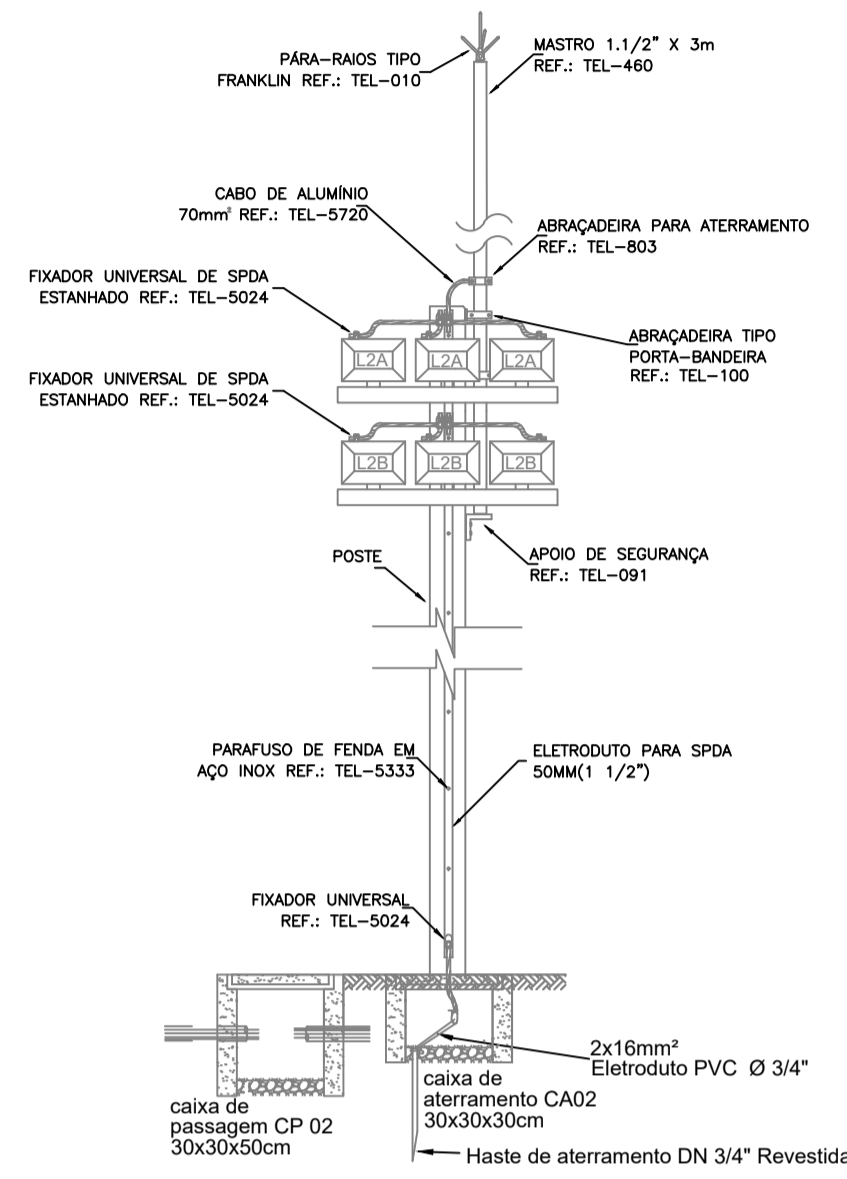 PÁRA-RAIOS TIPO
FRANKLIN REF.: TEL-010
MASTRO 1.1/2" X 3m
REF.: TEL-460
CABO DE ALUMÍNIO
70mm² REF.: TEL-5720
ABRAÇADEIRA PARA ATERRAMENTO
REF.: TEL-803
FIXADOR UNIVERSAL DE SPDA
ESTANHADO REF.: TEL-5024
ABRAÇADEIRA TIPO
PORTA-BANDEIRA
REF.: TEL-100
L2A L2A L2A
FIXADOR UNIVERSAL DE SPDA
ESTANHADO REF.: TEL-5024
L2B L2B L2B
POSTE
APOIO DE SEGURANÇA
REF.: TEL-091
PARAFUSO DE FENDA EM
AÇO INOX REF.: TEL-5333
ELETRODUTO PARA SPDA
50MM(1 1/2")
FIXADOR UNIVERSAL
REF.: TEL-5024
2x16mm²
Eletroduto PVC Ø 3/4"
caixa de
passagem CP 02
30x30x50cm
caixa de
aterramento CA02
30x30x30cm
Haste de aterramento DN 3/4" Revestida